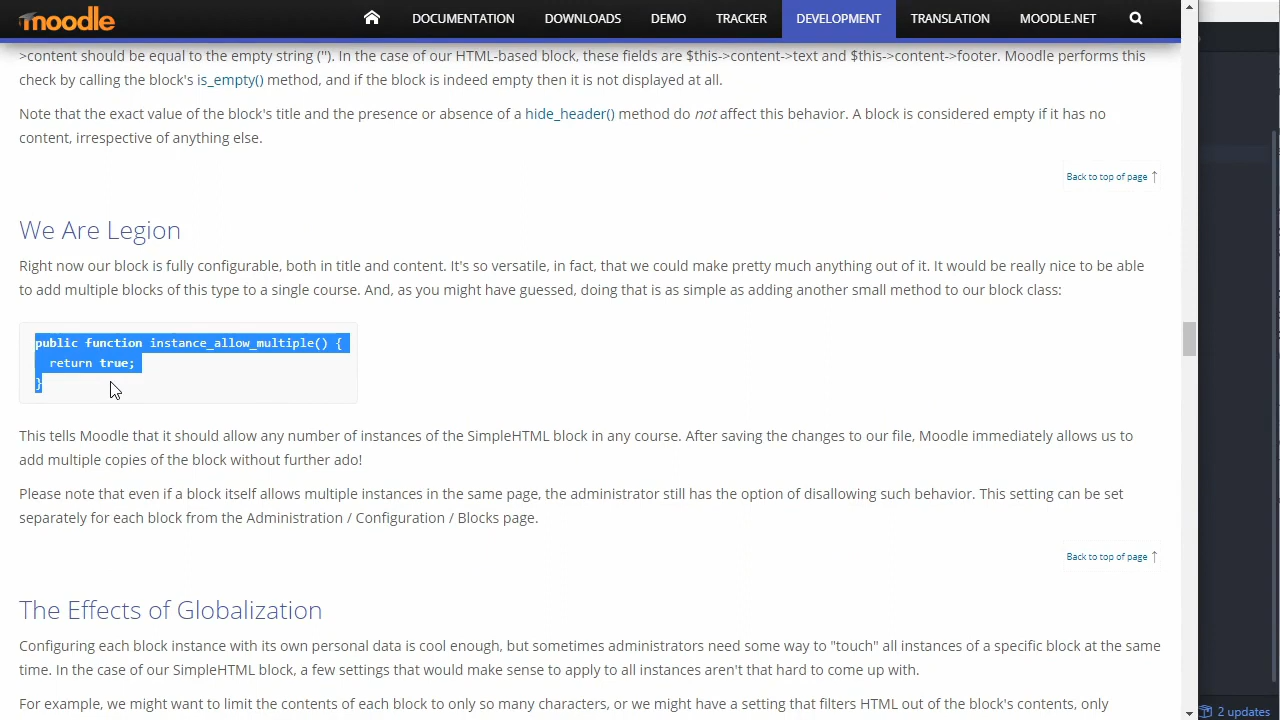 moodle
DOCUMENTATION DOWNLOADS DEMO TRACKER DEVELOPMENT TRANSLATION MOODLE.NET
>content should be equal to the empty string (''). In the case of our HTML-based block, these fields are $this->content->text and $this->content->footer. Moodle performs this
check by calling the block's is_empty() method, and if the block is indeed empty then it is not displayed at all.
Note that the exact value of the block's title and the presence or absence of a hide_header() method do not affect this behavior. A block is considered empty if it has no
content, irrespective of anything else.
Back to top of page ↑
We Are Legion
Right now our block is fully configurable, both in title and content. It's so versatile, in fact, that we could make pretty much anything out of it. It would be really nice to be able
to add multiple blocks of this type to a single course. And, as you might have guessed, doing that is as simple as adding another small method to our block class:
public function instance_allow_multiple() {
return true;
}
This tells Moodle that it should allow any number of instances of the SimpleHTML block in any course. After saving the changes to our file, Moodle immediately allows us to
add multiple copies of the block without further ado!
Please note that even if a block itself allows multiple instances in the same page, the administrator still has the option of disallowing such behavior. This setting can be set
separately for each block from the Administration / Configuration / Blocks page.
Back to top of page ↑
The Effects of Globalization
Configuring each block instance with its own personal data is cool enough, but sometimes administrators need some way to "touch" all instances of a specific block at the same
time. In the case of our SimpleHTML block, a few settings that would make sense to apply to all instances aren't that hard to come up with.
For example, we might want to limit the contents of each block to only so many characters, or we might have a setting that filters HTML out of the block's contents, only
2 updates